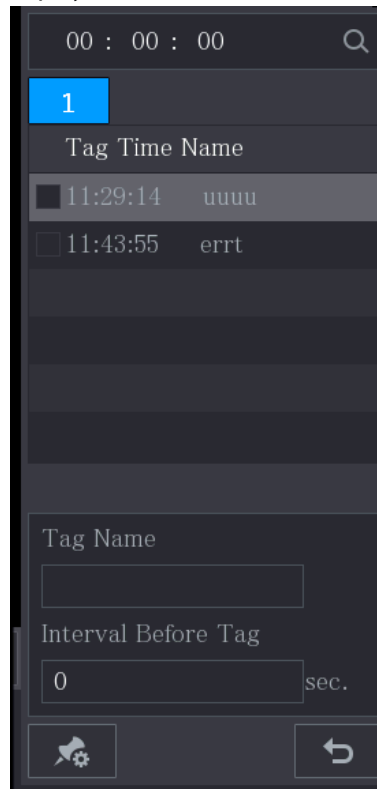 00 : 00 : 00
1
Tag Time Name
11:29:14 uuuu
11:43:55 errt
Tag Name
Interval Before Tag
0 sec.